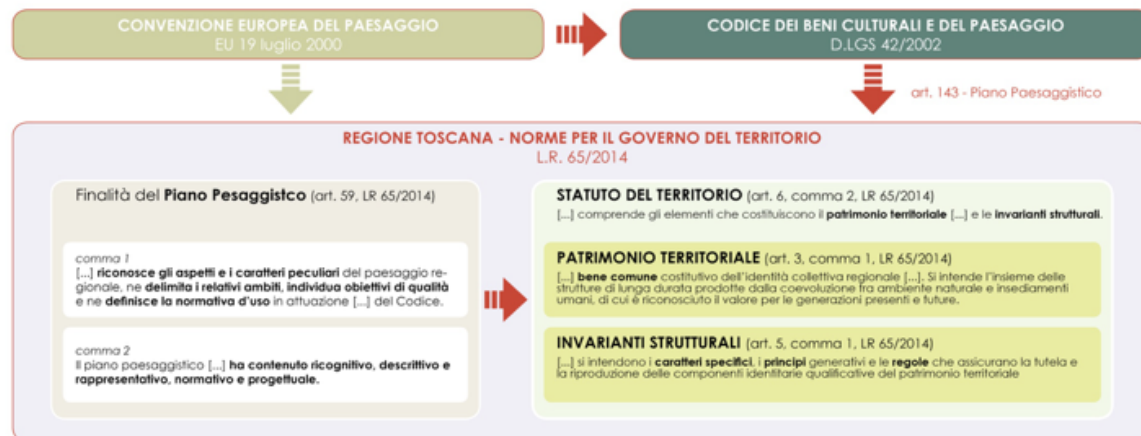 CONVENZIONE EUROPEA DEL PAESAGGIO
EU 19 luglio 2000
CODICE DEI BENI CULTURALI E DEL PAESAGGIO
D.LGS 42/2002
art. 143 - Piano Paesaggistico
REGIONE TOSCANA - NORME PER IL GOVERNO DEL TERRITORIO
L.R. 65/2014
Finalità del Piano Pesaggistco (art. 59, LR 65/2014)
comma 1
[...] riconosce gli aspetti e i caratteri peculiari del paesaggio re-
gionale, ne delimita i relativi ambiti, individua obiettivi di qualità
e ne definisce la normativa d'uso in attuazione [...] del Codice.
comma 2
Il piano paesaggistico [...] ha contenuto ricognitivo, descrittivo e
rappresentativo, normativo e progettuale.
STATUTO DEL TERRITORIO (art. 6, comma 2, LR 65/2014)
[...] comprende gli elementi che costituiscono il patrimonio territoriale [...] e le invarianti strutturali.
PATRIMONIO TERRITORIALE (art. 3, comma 1, LR 65/2014)
[...] bene comune costitutivo dell'identità collettiva regionale [...]. Si intende l'insieme delle
strutture di lunga durata prodotte dalla coevoluzione fra ambiente naturale e insediamenti
umani, di cui è riconosciuto il valore per le generazioni presenti e future.
INVARIANTI STRUTTURALI (art. 5, comma 1, LR 65/2014)
[...] si intendono i caratteri specifici, i principi generativi e le regole che assicurano la tutela e
la riproduzione delle componenti identitarie qualificative del patrimonio territoriale